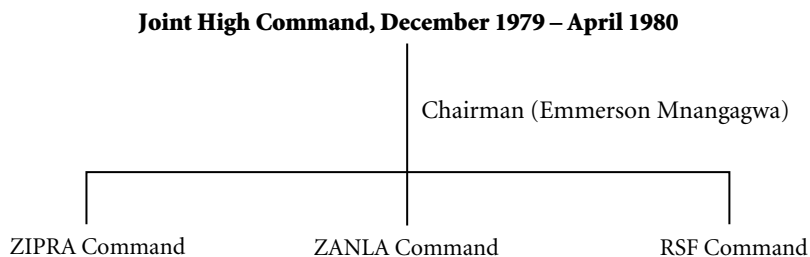 Joint High Command, December 1979 – April 1980
Chairman (Emmerson Mnangagwa)
ZIPRA Command ZANLA Command RSF Command